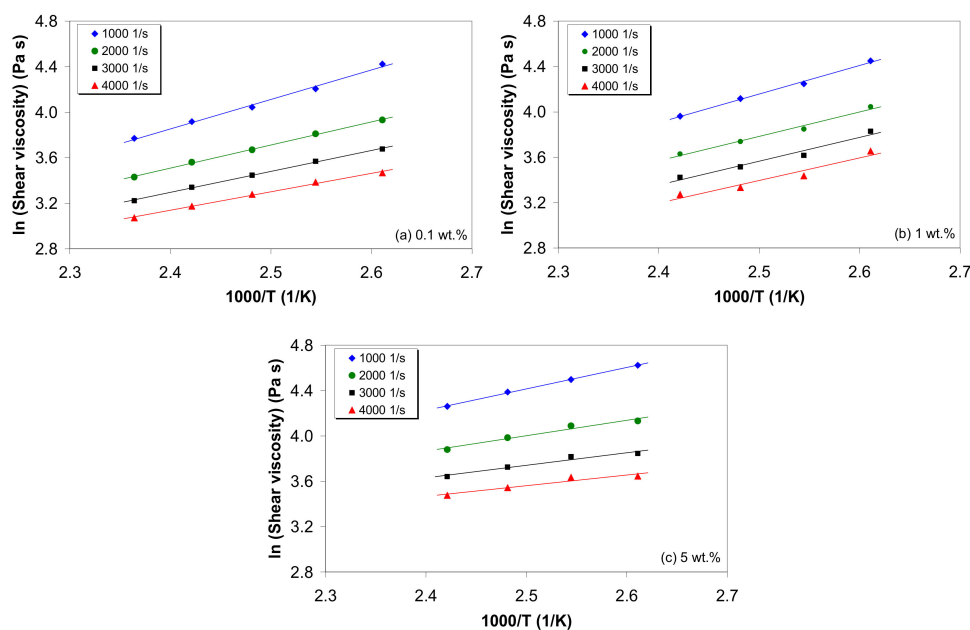 ln (Shear viscosity) (Pa s)
4.8
4.4
4.0
3.6
3.2
2.8
1000 1/s
2000 1/s
3000 1/s
4000 1/s
(a) 0.1 wt.%
2.3 2.4 2.5 2.6 2.7
1000/T (1/K)
ln (Shear viscosity) (Pa s)
4.8
4.4
4.0
3.6
3.2
2.8
1000 1/s
2000 1/s
3000 1/s
4000 1/s
(b) 1 wt.%
2.3 2.4 2.5 2.6 2.7
1000/T (1/K)
ln (Shear viscosity) (Pa s)
4.8
4.4
4.0
3.6
3.2
2.8
1000 1/s
2000 1/s
3000 1/s
4000 1/s
(c) 5 wt.%
2.3 2.4 2.5 2.6 2.7
1000/T (1/K)